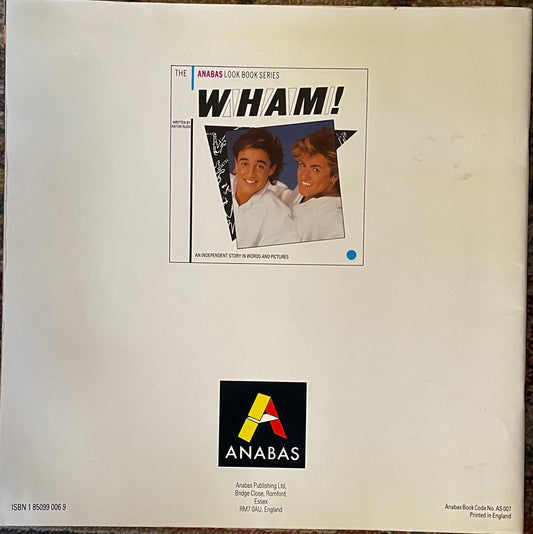 THE ANABAS LOOK BOOK SERIES
WHAM!
WRITTEN BY
ANTON RUSH
AN INDEPENDENT STORY IN WORDS AND PICTURES
ANABAS
Anabas Publishing Ltd,
Bridge Close, Romford,
Essex
RM7 0AU, England
ISBN 1 85099 006 9
Anabas Book Code No. AS 007
Printed in England